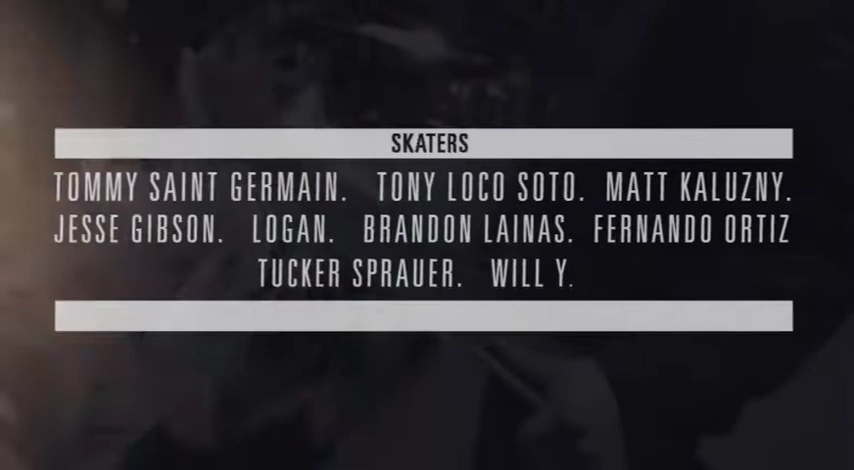 SKATERS
TOMMY SAINT GERMAIN. TONY LOCO SOTO. MATT KALUZNY.
JESSE GIBSON. LOGAN. BRANDON LAINAS. FERNANDO ORTIZ
TUCKER SPRAUER. WILL Y.